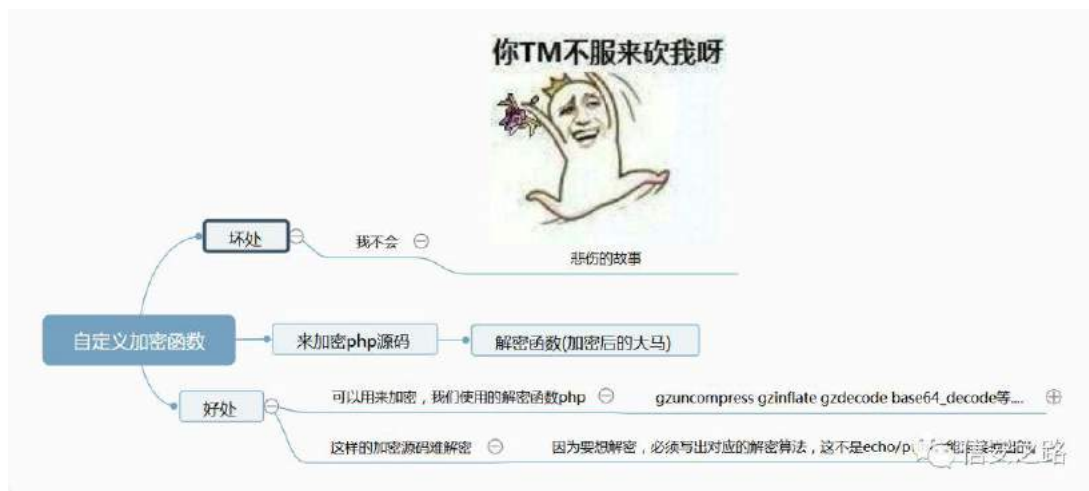 你TM不服来砍我呀
坏处
我不会
悲伤的故事
自定义加密函数
来加密php源码
解密函数(加密后的大马)
好处
可以用来加密，我们使用的解密函数php
gzuncompress gzinflate gzdecode base64_decode等....
这样的加密源码难解密
因为要想解密，必须写出对应的解密算法，这不是echo/p
信安之路